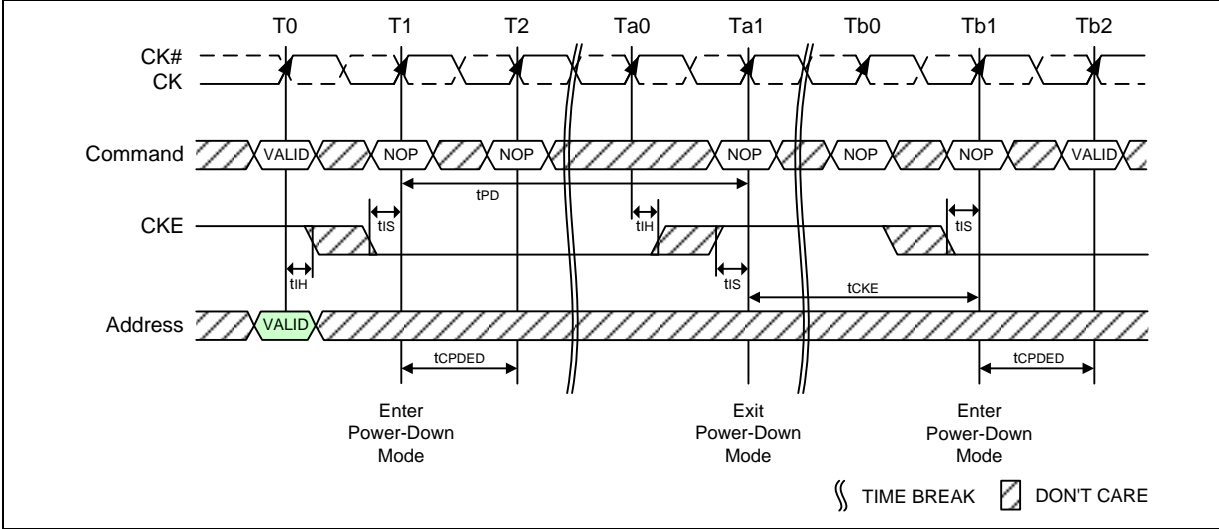 T0 T1 T2 Ta0 Ta1 Tb0 Tb1 Tb2
CK#
CK
Command VALID NOP NOP NOP NOP NOP VALID
tPD
CKE tIS tIH tIS
tIH tIS
tCKE
Address VALID
tCPDED tCPDED
Enter
Power-Down
Mode
Exit
Power-Down
Mode
Enter
Power-Down
Mode
TIME BREAK DON'T CARE